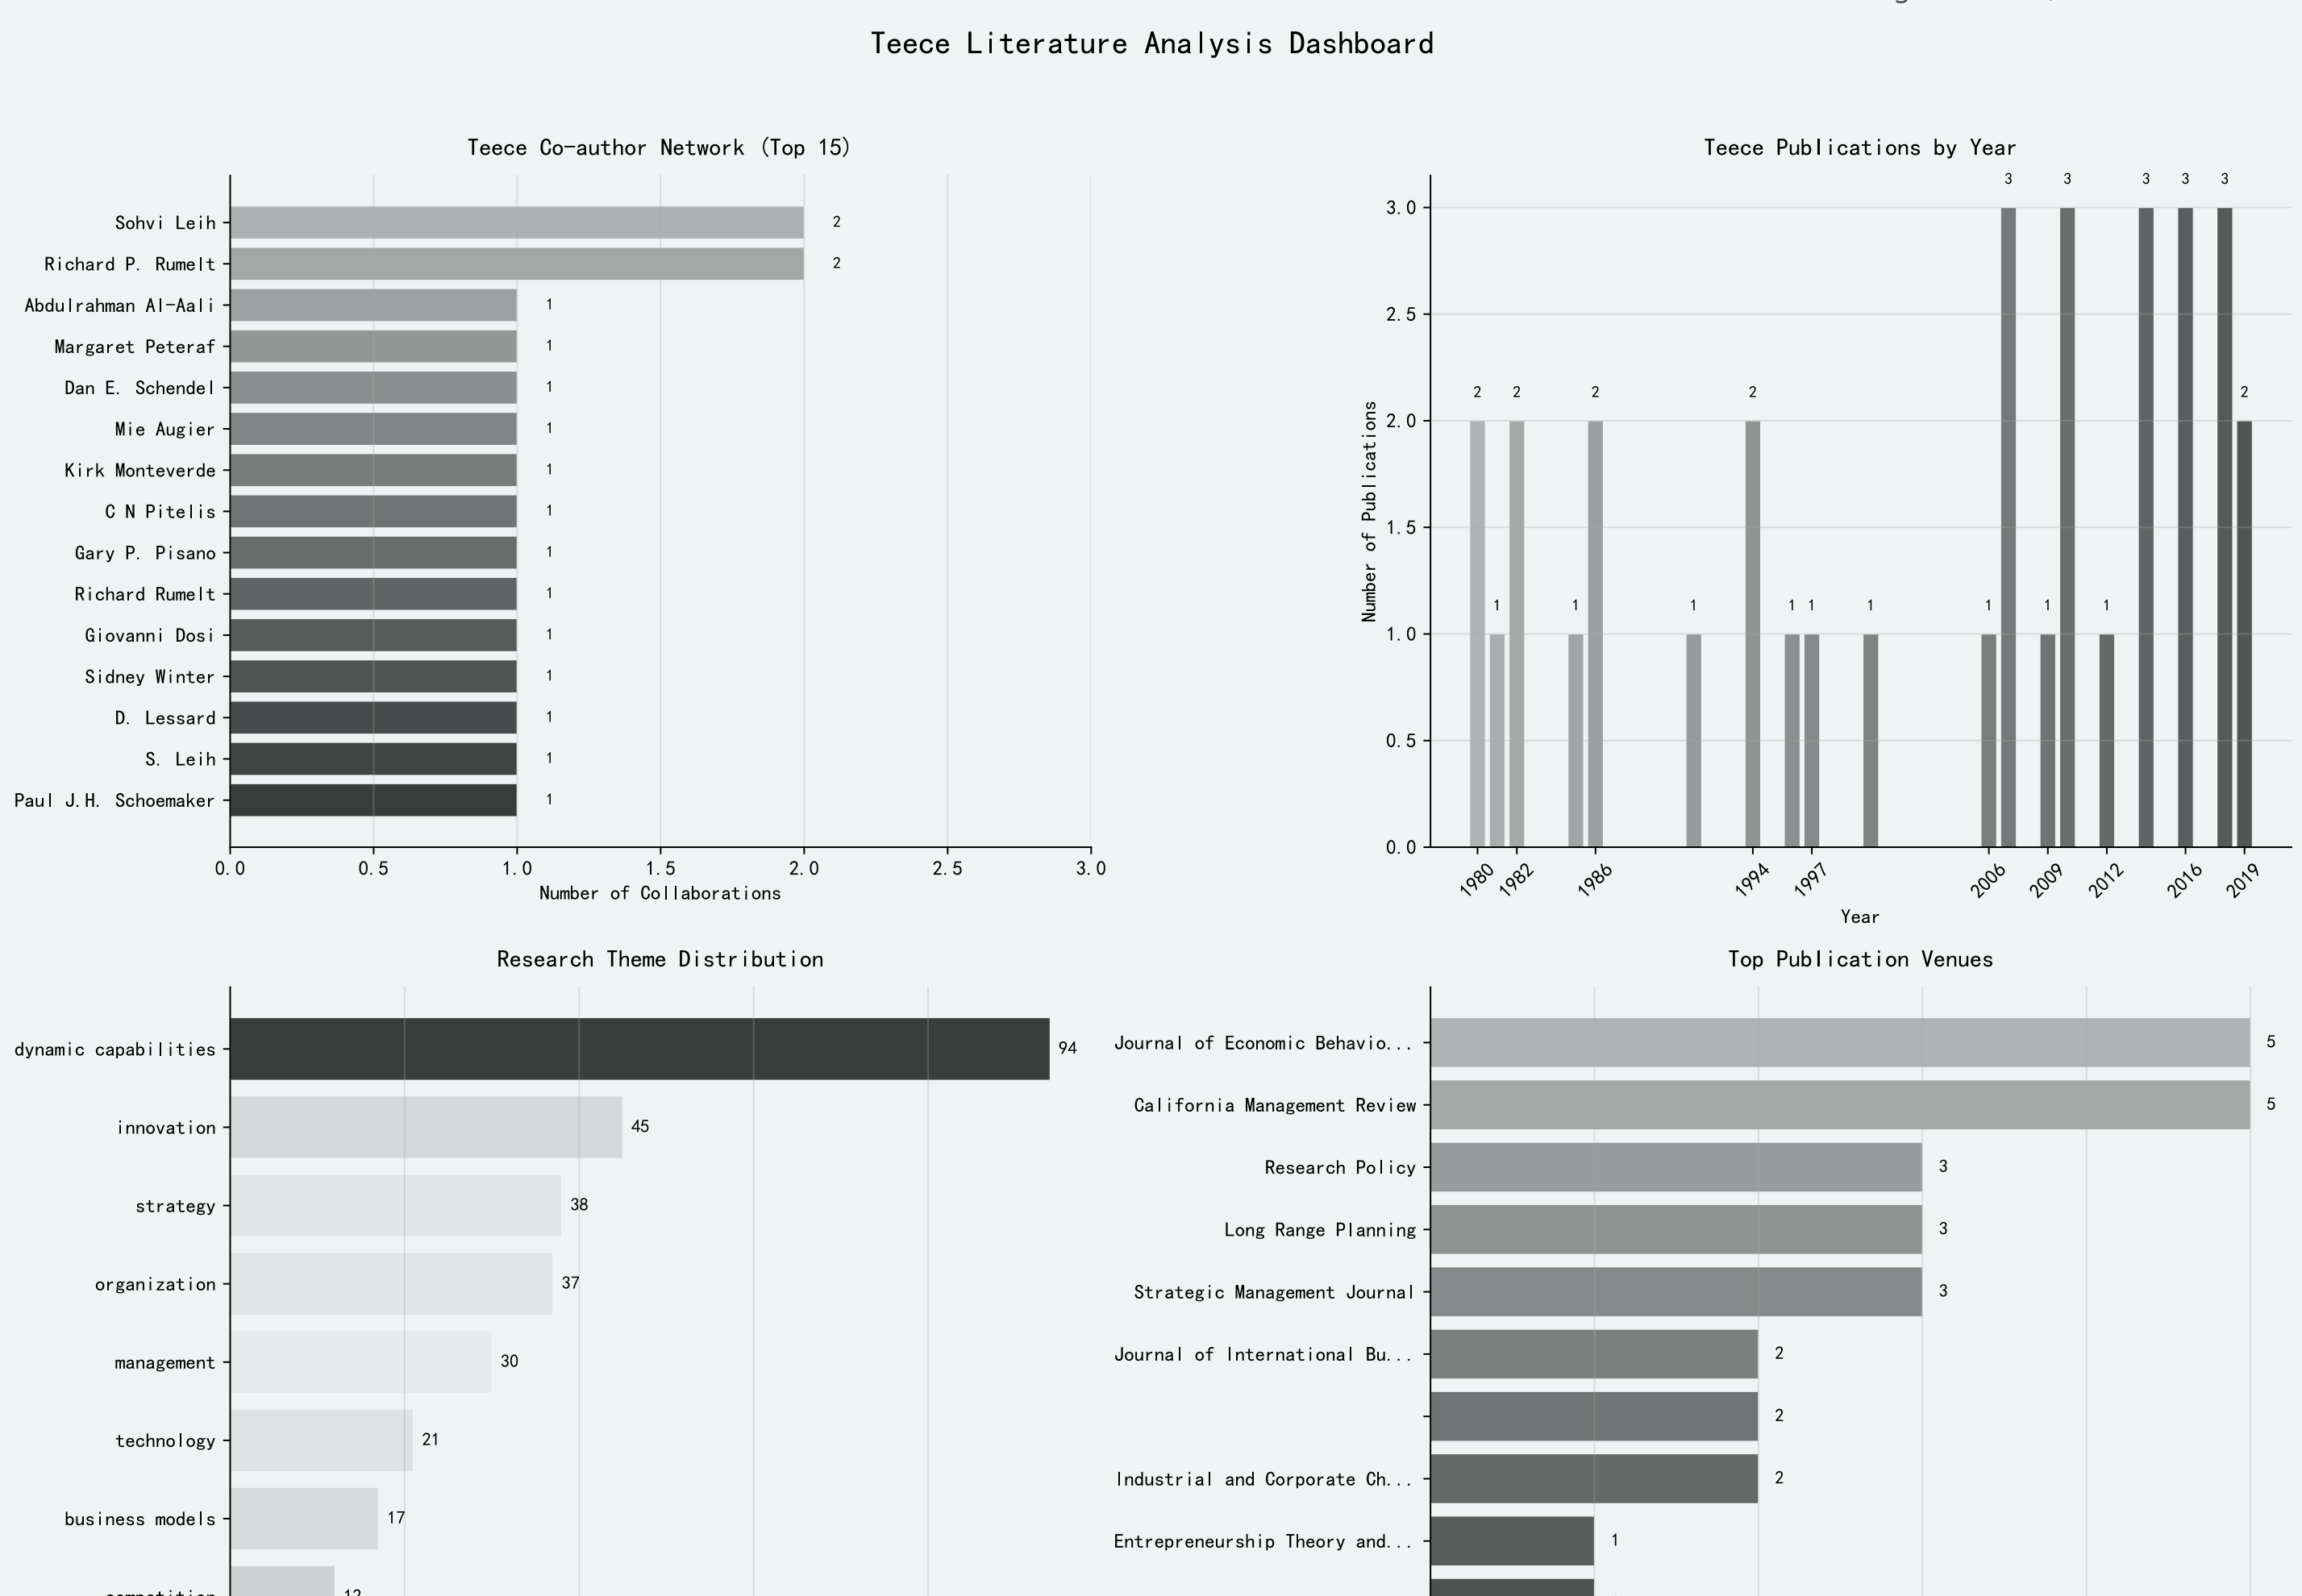 Teece Literature Analysis Dashboard
Teece Co-author Network (Top 15)
Sohvi Leih 2
Richard P. Rumelt 2
Abdulrahman Al-Aali 1
Margaret Peteraf 1
Dan E. Schendel 1
Mie Augier 1
Kirk Monteverde 1
C N Pitelis 1
Gary P. Pisano 1
Richard Rumelt 1
Giovanni Dosi 1
Sidney Winter 1
D. Lessard 1
S. Leih 1
Paul J.H. Schoemaker 1
0.0 0.5 1.0 1.5 2.0 2.5 3.0
Number of Collaborations
Teece Publications by Year
3 3 3 3 3
3.0
2.5
2 2 2 2 2
2.0
1.5
1 1 1 1 1 1 1 1 1
1.0
0.5
0.0
Number of Publications
1980 1982 1986 1994 1997 2006 2009 2012 2016 2019
Year
Research Theme Distribution
dynamic capabilities 94
innovation 45
strategy 38
organization 37
management 30
technology 21
business models 17
competition 12
Top Publication Venues
Journal of Economic Behavio... 5
California Management Review 5
Research Policy 3
Long Range Planning 3
Strategic Management Journal 3
Journal of International Bu... 2
2
Industrial and Corporate Ch... 2
Entrepreneurship Theory and... 1